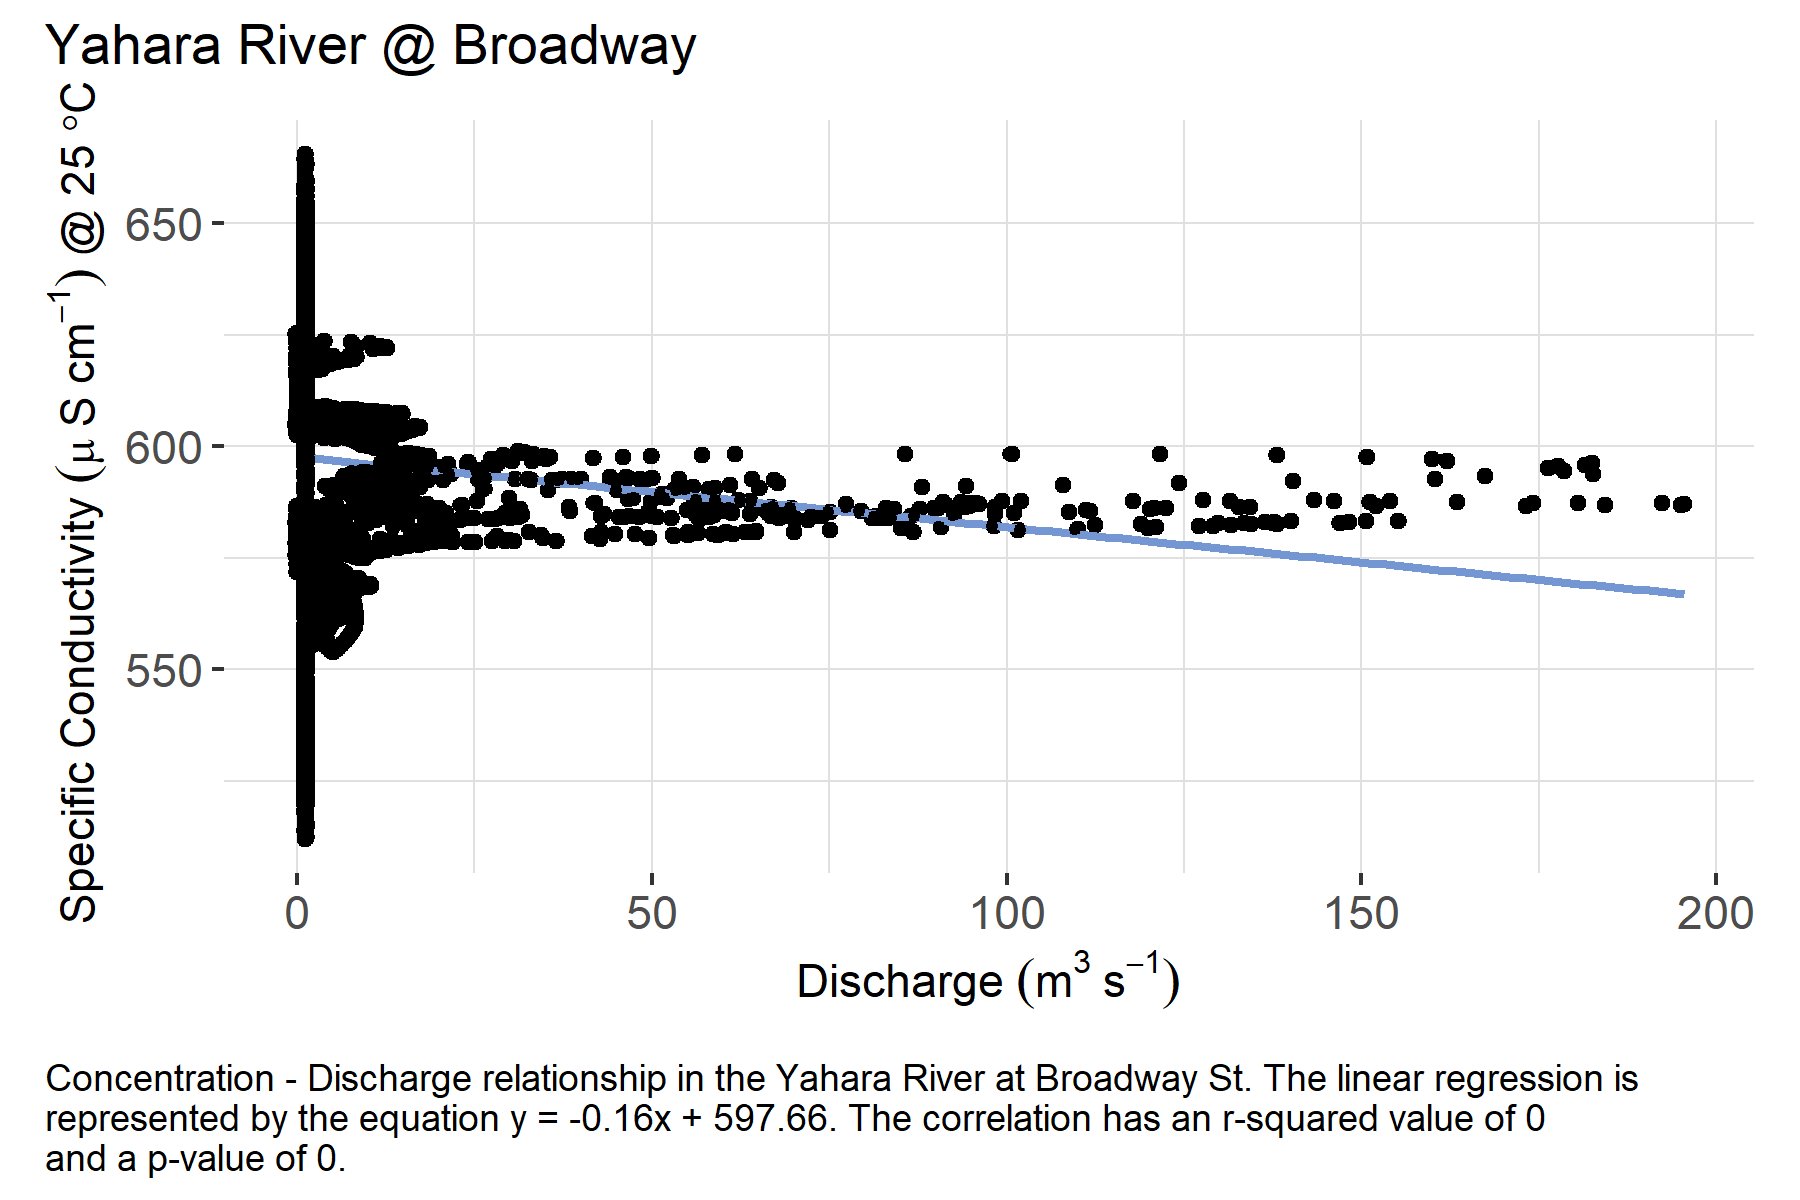 Yahara River @ Broadway
Specific Conductivity (μ S cm⁻¹) @ 25 °C
650
600
550
0 50 100 150 200
Discharge (m³ s⁻¹)
Concentration - Discharge relationship in the Yahara River at Broadway St. The linear regression is
represented by the equation y = -0.16x + 597.66. The correlation has an r-squared value of 0
and a p-value of 0.